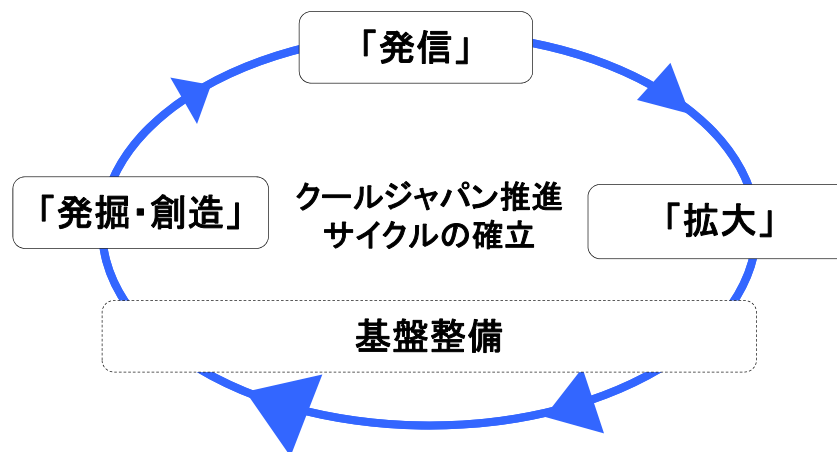 「発信」
「発掘・創造」
クールジャパン推進
サイクルの確立
「拡大」
基盤整備